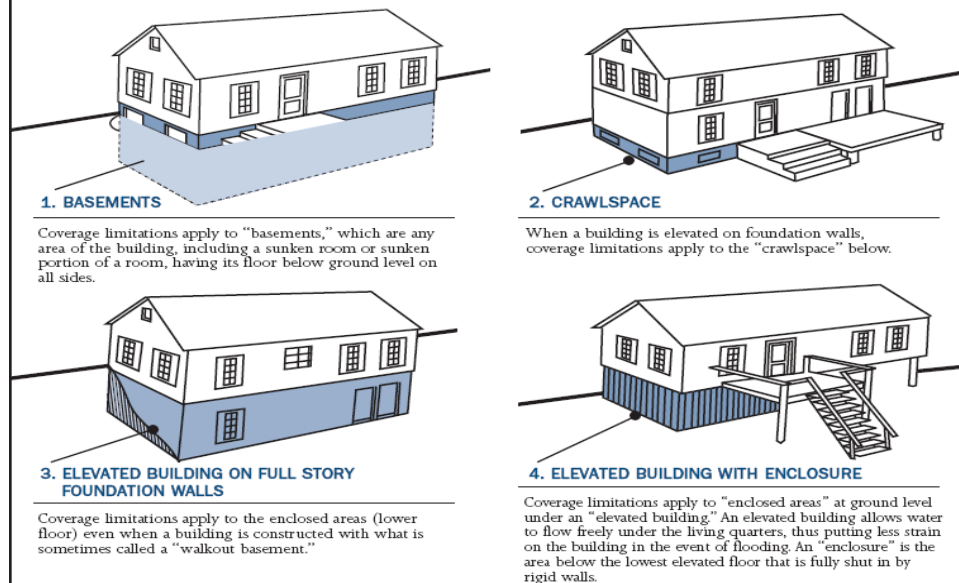 1. BASEMENTS
Coverage limitations apply to “basements,” which are any
area of the building, including a sunken room or sunken
portion of a room, having its floor below ground level on
all sides.
2. CRAWLSPACE
When a building is elevated on foundation walls,
coverage limitations apply to the “crawlspace” below.
3. ELEVATED BUILDING ON FULL STORY
FOUNDATION WALLS
Coverage limitations apply to the enclosed areas (lower
floor) even when a building is constructed with what is
sometimes called a “walkout basement.”
4. ELEVATED BUILDING WITH ENCLOSURE
Coverage limitations apply to “enclosed areas” at ground level
under an “elevated building.” An elevated building allows water
to flow freely under the living quarters, thus putting less strain
on the building in the event of flooding. An “enclosure” is the
area below the lowest elevated floor that is fully shut in by
rigid walls.